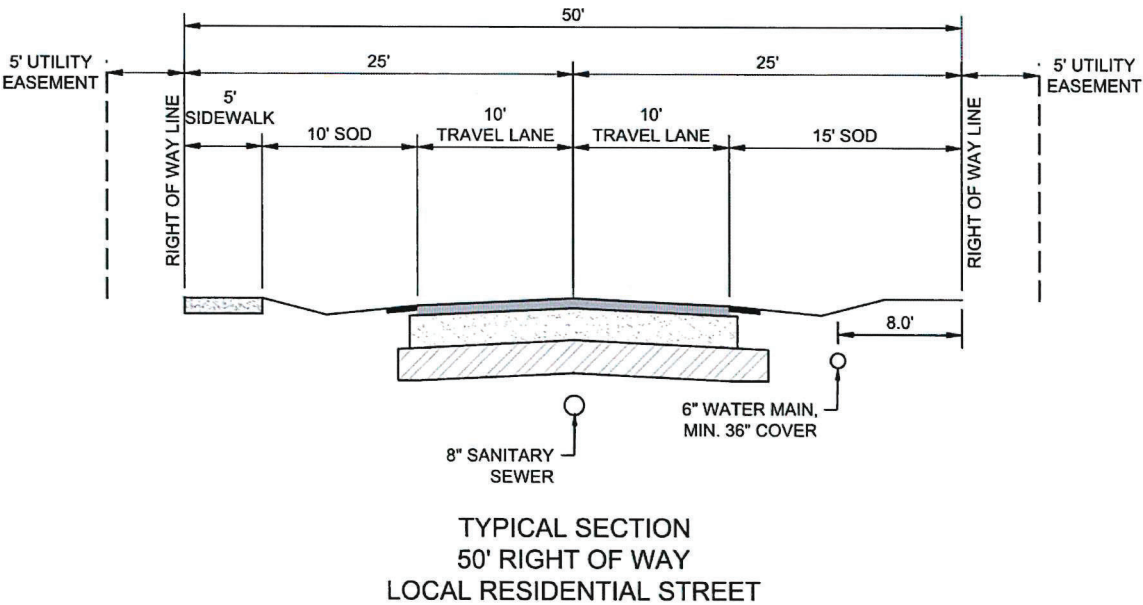 50'
5' UTILITY
EASEMENT
25'
25'
5' UTILITY
EASEMENT
RIGHT OF WAY LINE
5'
SIDEWALK
10' SOD
10'
TRAVEL LANE
10'
TRAVEL LANE
15' SOD
RIGHT OF WAY LINE
8.0'
6" WATER MAIN,
MIN. 36" COVER
8" SANITARY
SEWER
TYPICAL SECTION
50' RIGHT OF WAY
LOCAL RESIDENTIAL STREET